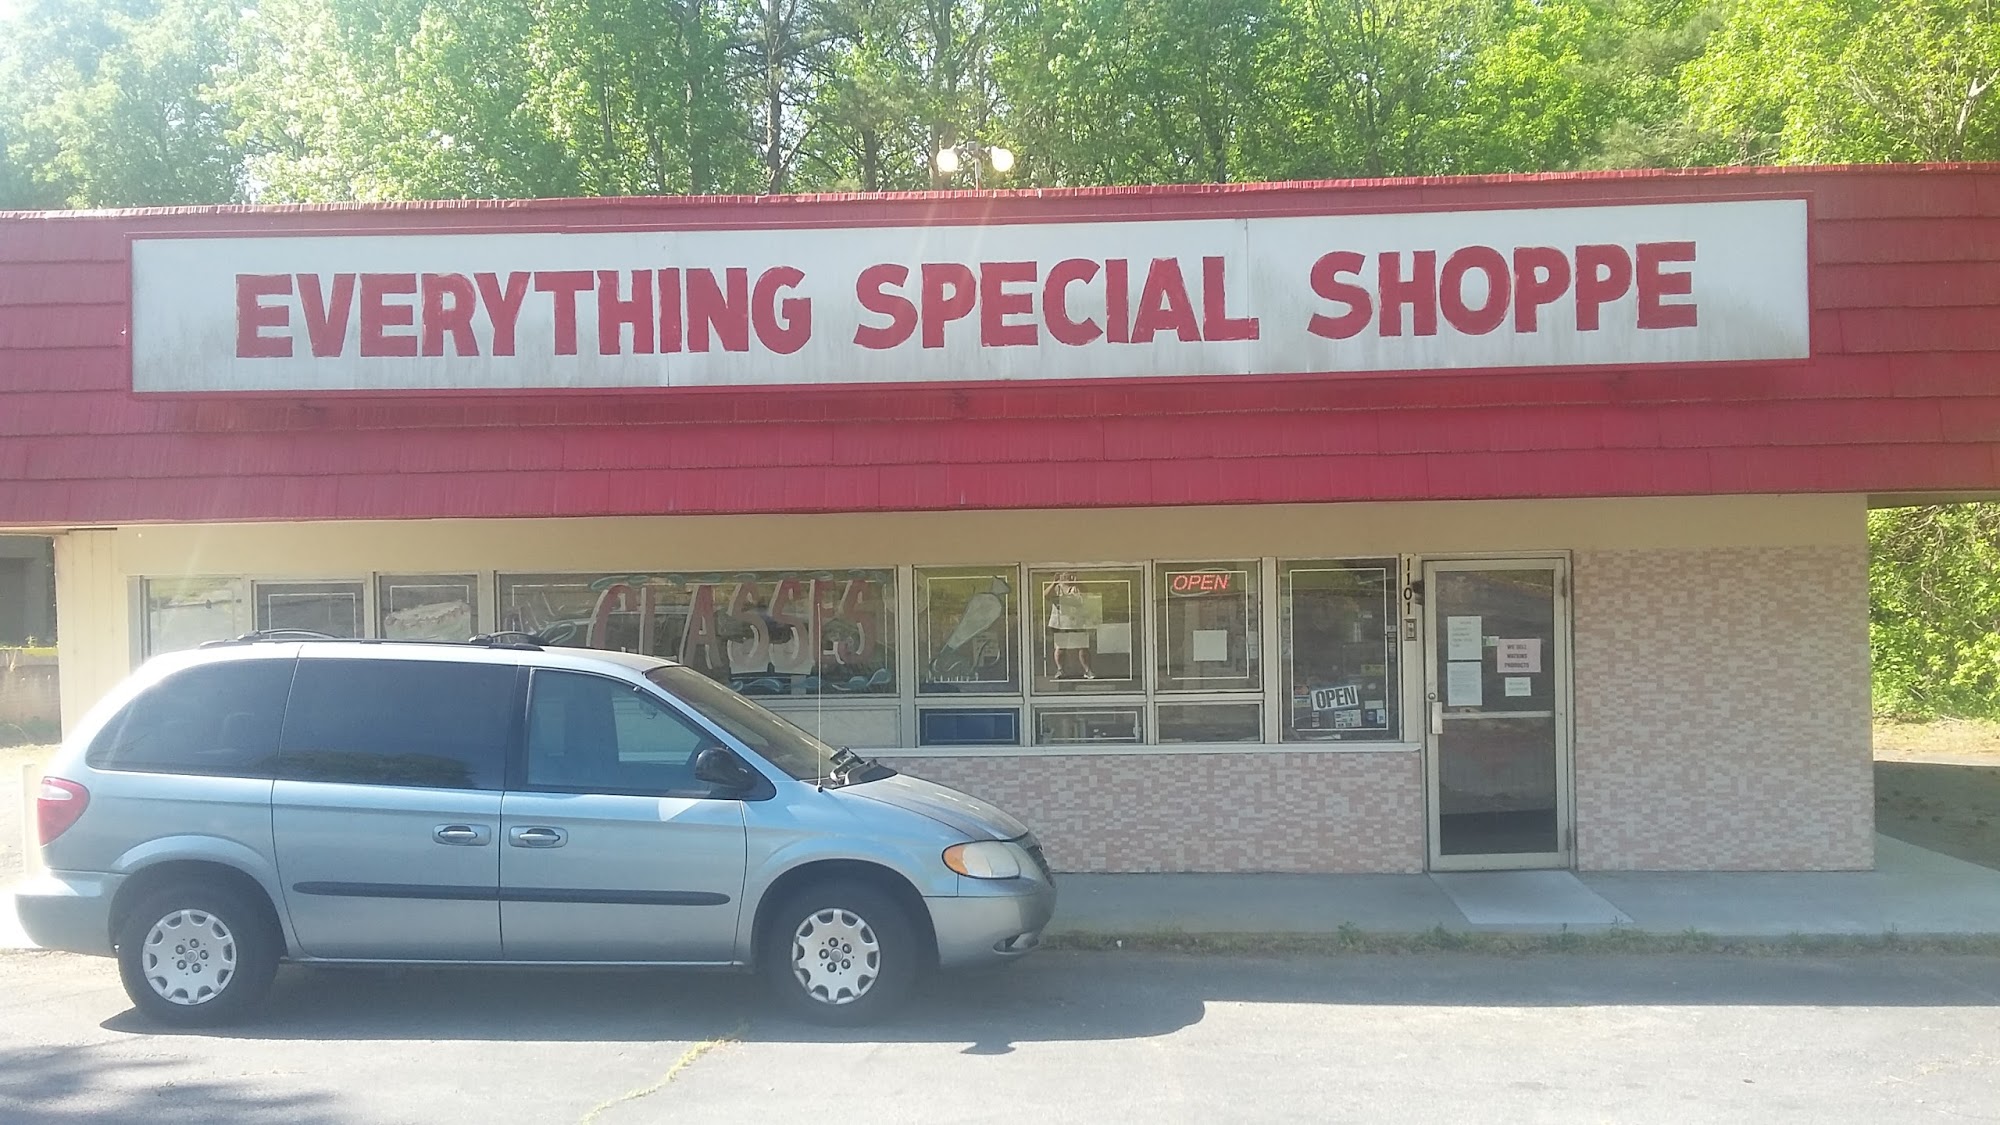 EVERYTHING SPECIAL SHOPPE
CLASSES
OPEN
1101
WE SELL
WATKINS
PRODUCTS
OPEN